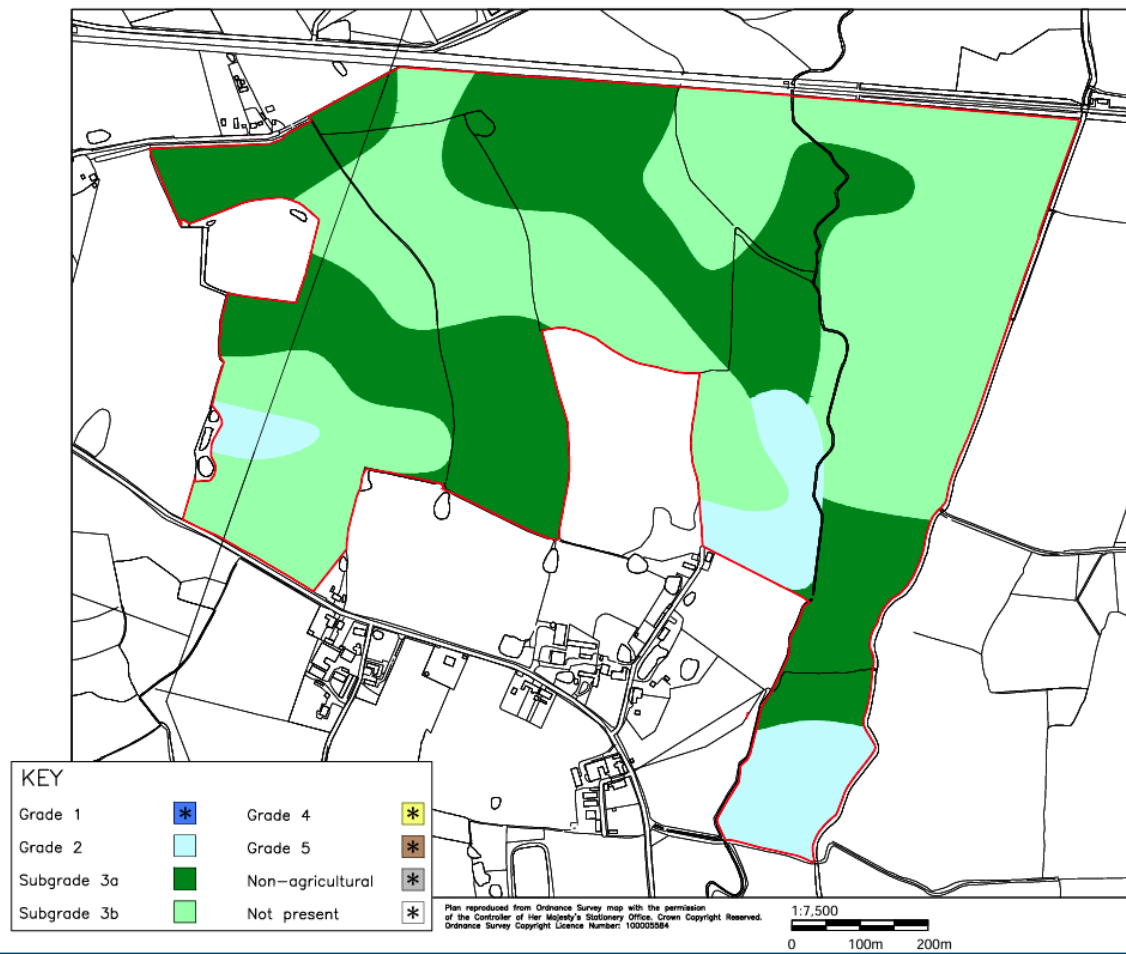 KEY
Grade 1 * Grade 4 *
Grade 2 Grade 5 *
Subgrade 3a Non-agricultural *
Subgrade 3b Not present *
Plan reproduced from Ordnance Survey map with the permission
of the Controller of Her Majesty's Stationery Office. Crown Copyright Reserved.
Ordnance Survey Copyright Licence Number: 100005584
1:7,500
0 100m 200m